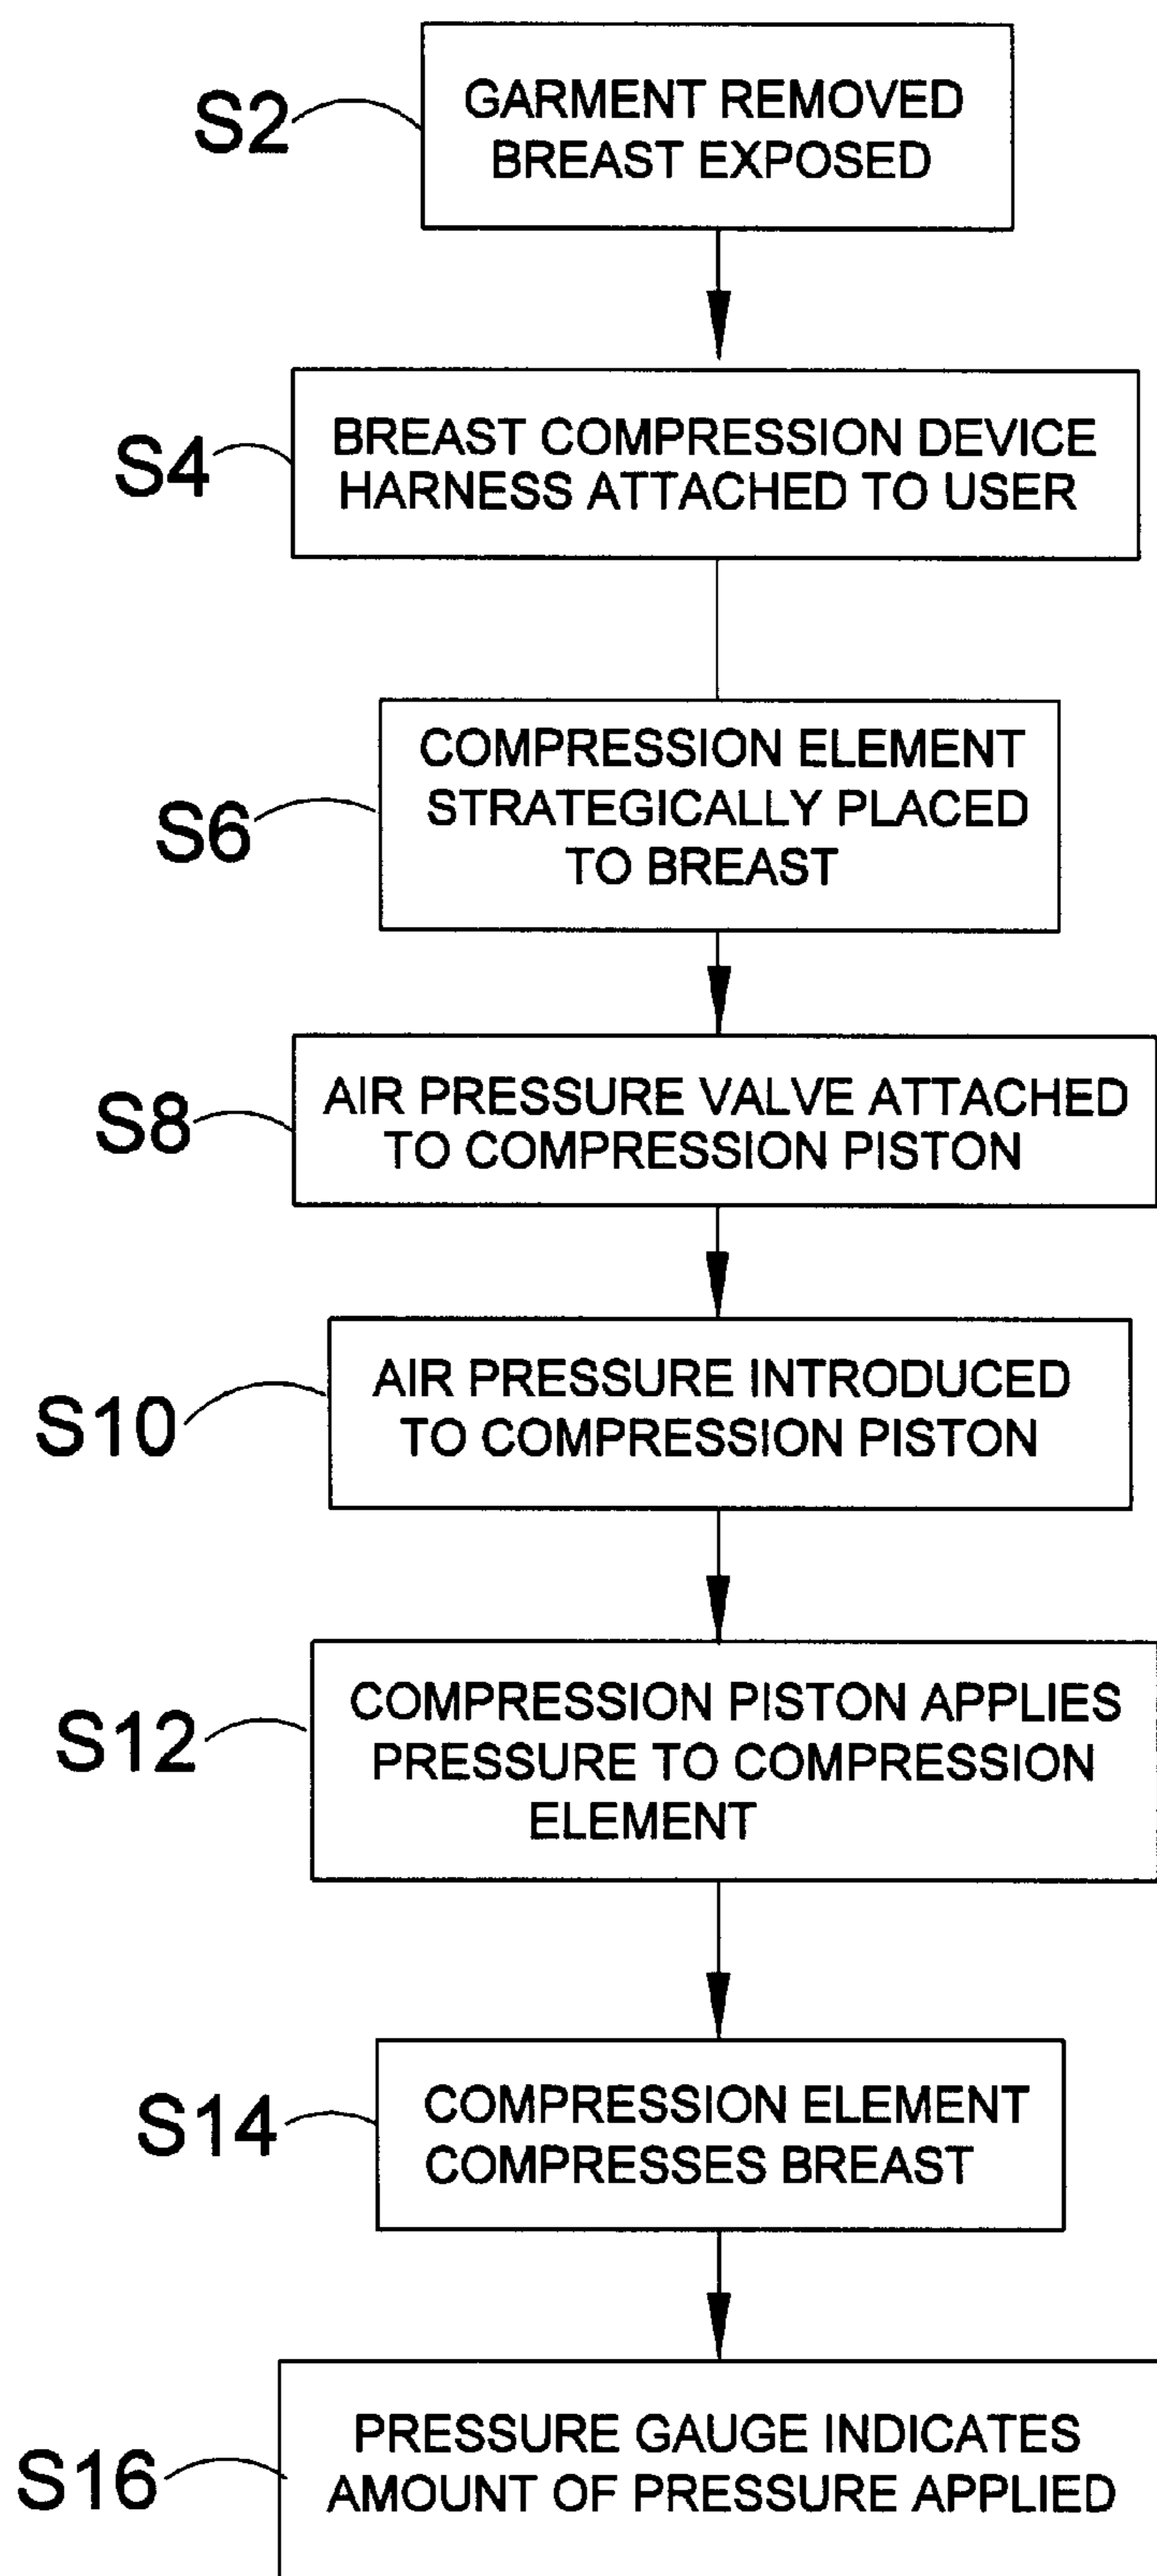 S2
GARMENT REMOVED
BREAST EXPOSED
S4
BREAST COMPRESSION DEVICE
HARNESS ATTACHED TO USER
S6
COMPRESSION ELEMENT
STRATEGICALLY PLACED
TO BREAST
S8
AIR PRESSURE VALVE ATTACHED
TO COMPRESSION PISTON
S10
AIR PRESSURE INTRODUCED
TO COMPRESSION PISTON
S12
COMPRESSION PISTON APPLIES
PRESSURE TO COMPRESSION
ELEMENT
S14
COMPRESSION ELEMENT
COMPRESSES BREAST
S16
PRESSURE GAUGE INDICATES
AMOUNT OF PRESSURE APPLIED